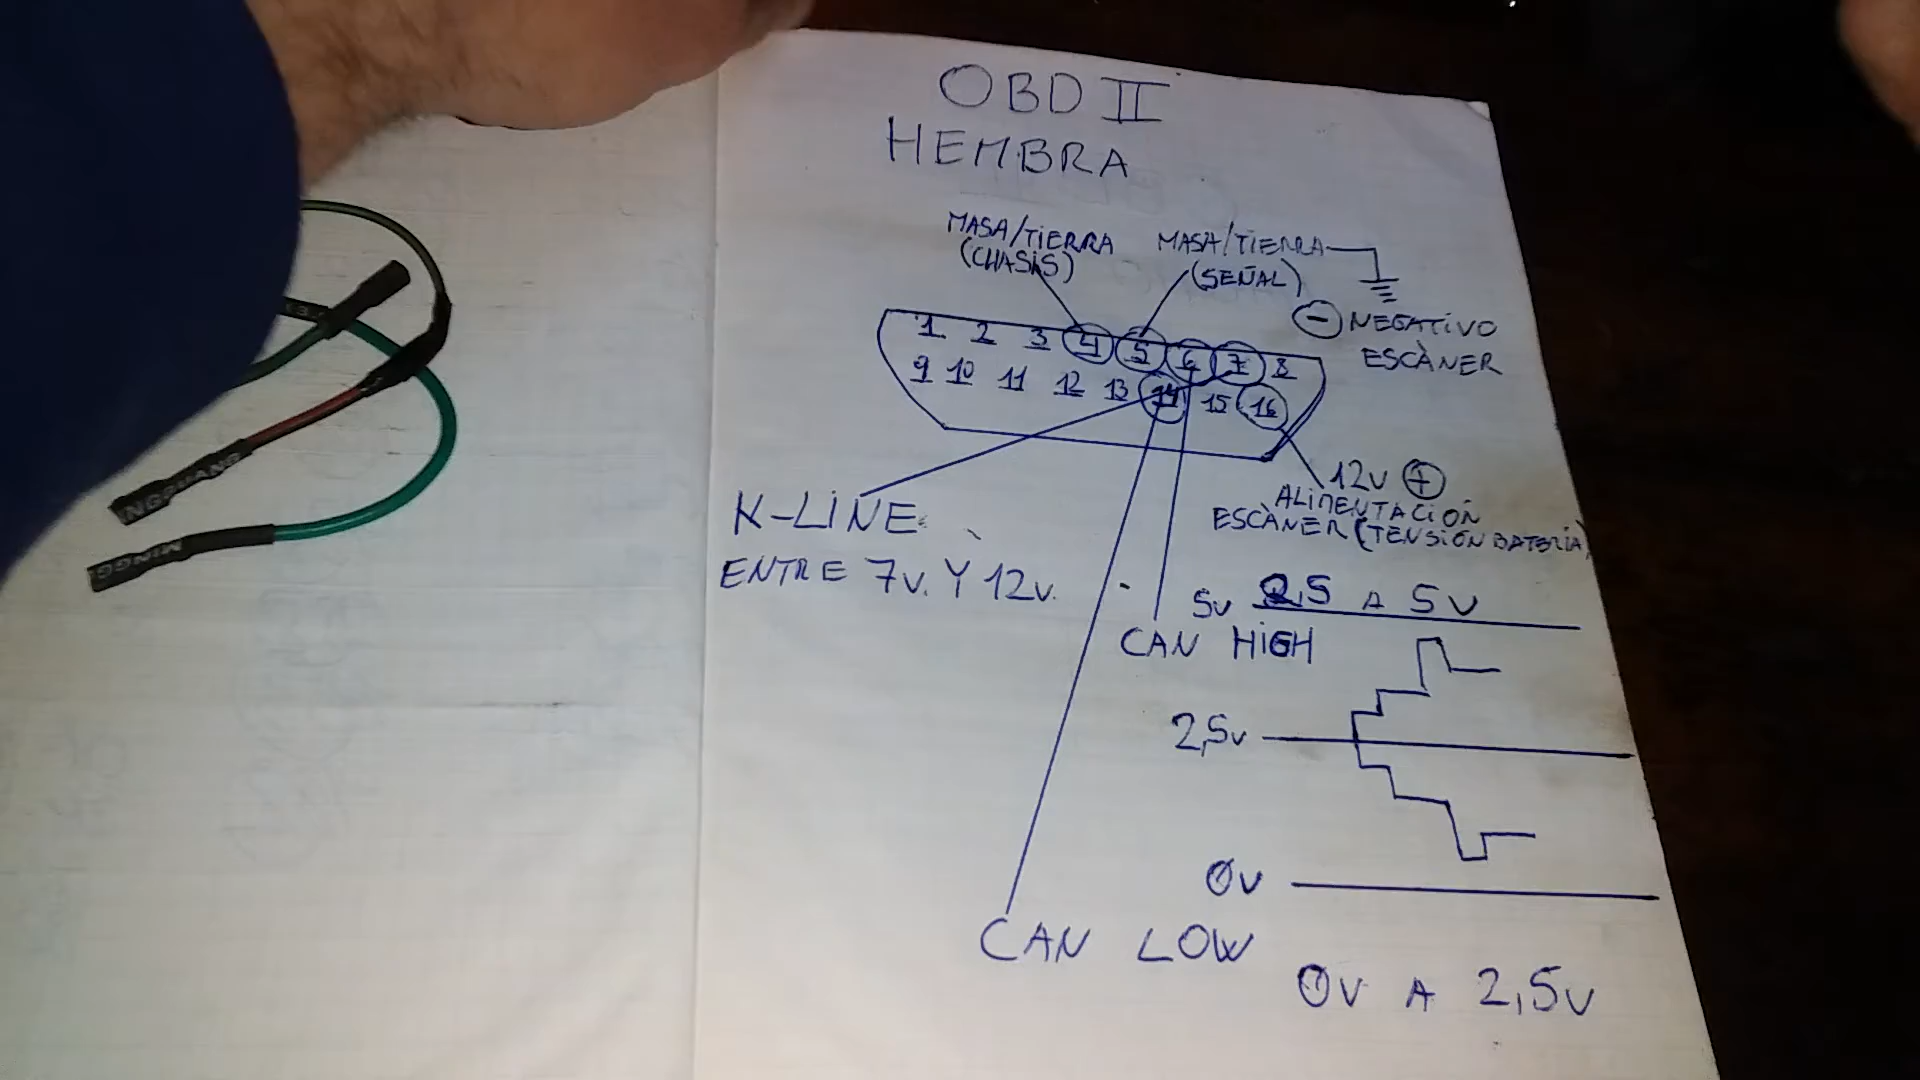 OBD II
HEMBRA
MASA/TIERRA
(CHASIS)
MASA/TIERRA
(SEÑAL)
- NEGATIVO
ESCÀNER
1 2 3 4 5 6 7 8
9 10 11 12 13 14 15 16
12V +
ALIMENTACIÓN
ESCÀNER (TENSIÓN BATERÍA)
K-LINE
ENTRE 7V. Y 12V.
5V 2,5 A 5V
CAN HIGH
2,5V
0V
CAN LOW
0V A 2,5V